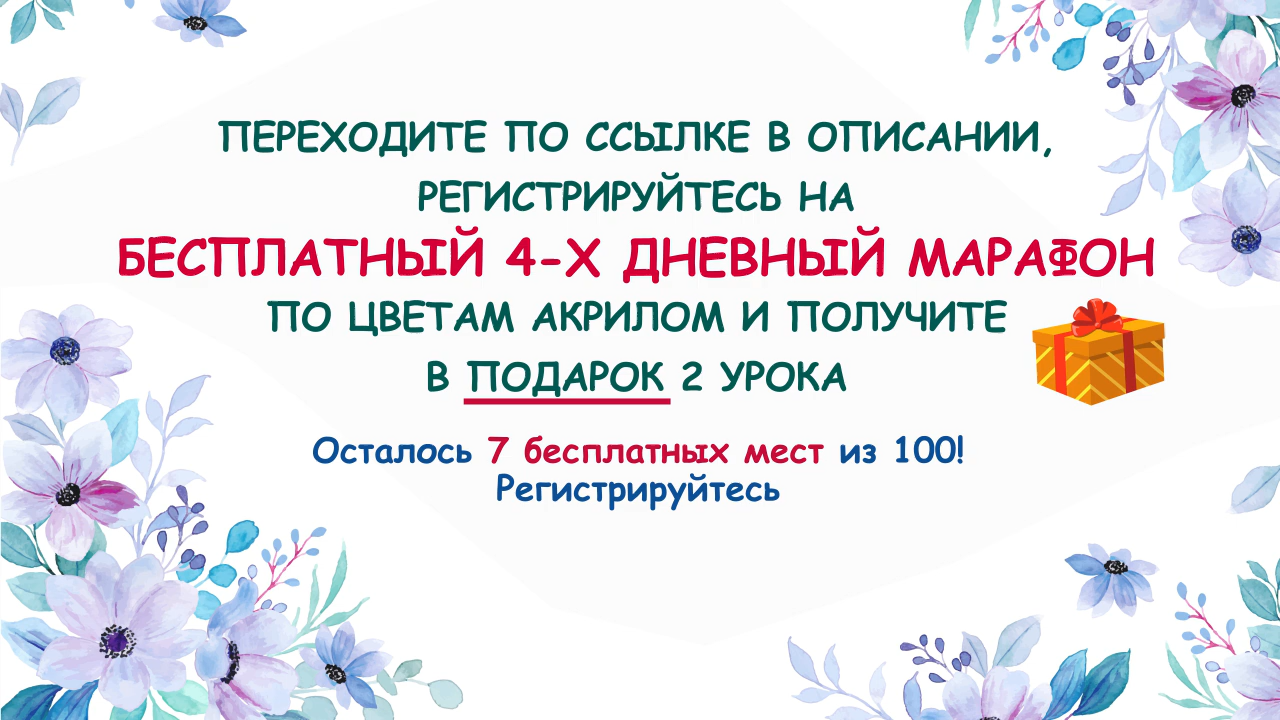 ПЕРЕХОДИТЕ ПО ССЫЛКЕ В ОПИСАНИИ,
РЕГИСТРИРУЙТЕСЬ НА
БЕСПЛАТНЫЙ 4-Х ДНЕВНЫЙ МАРАФОН
ПО ЦВЕТАМ АКРИЛОМ И ПОЛУЧИТЕ
В ПОДАРОК 2 УРОКА
Осталось 7 бесплатных мест из 100!
Регистрируйтесь